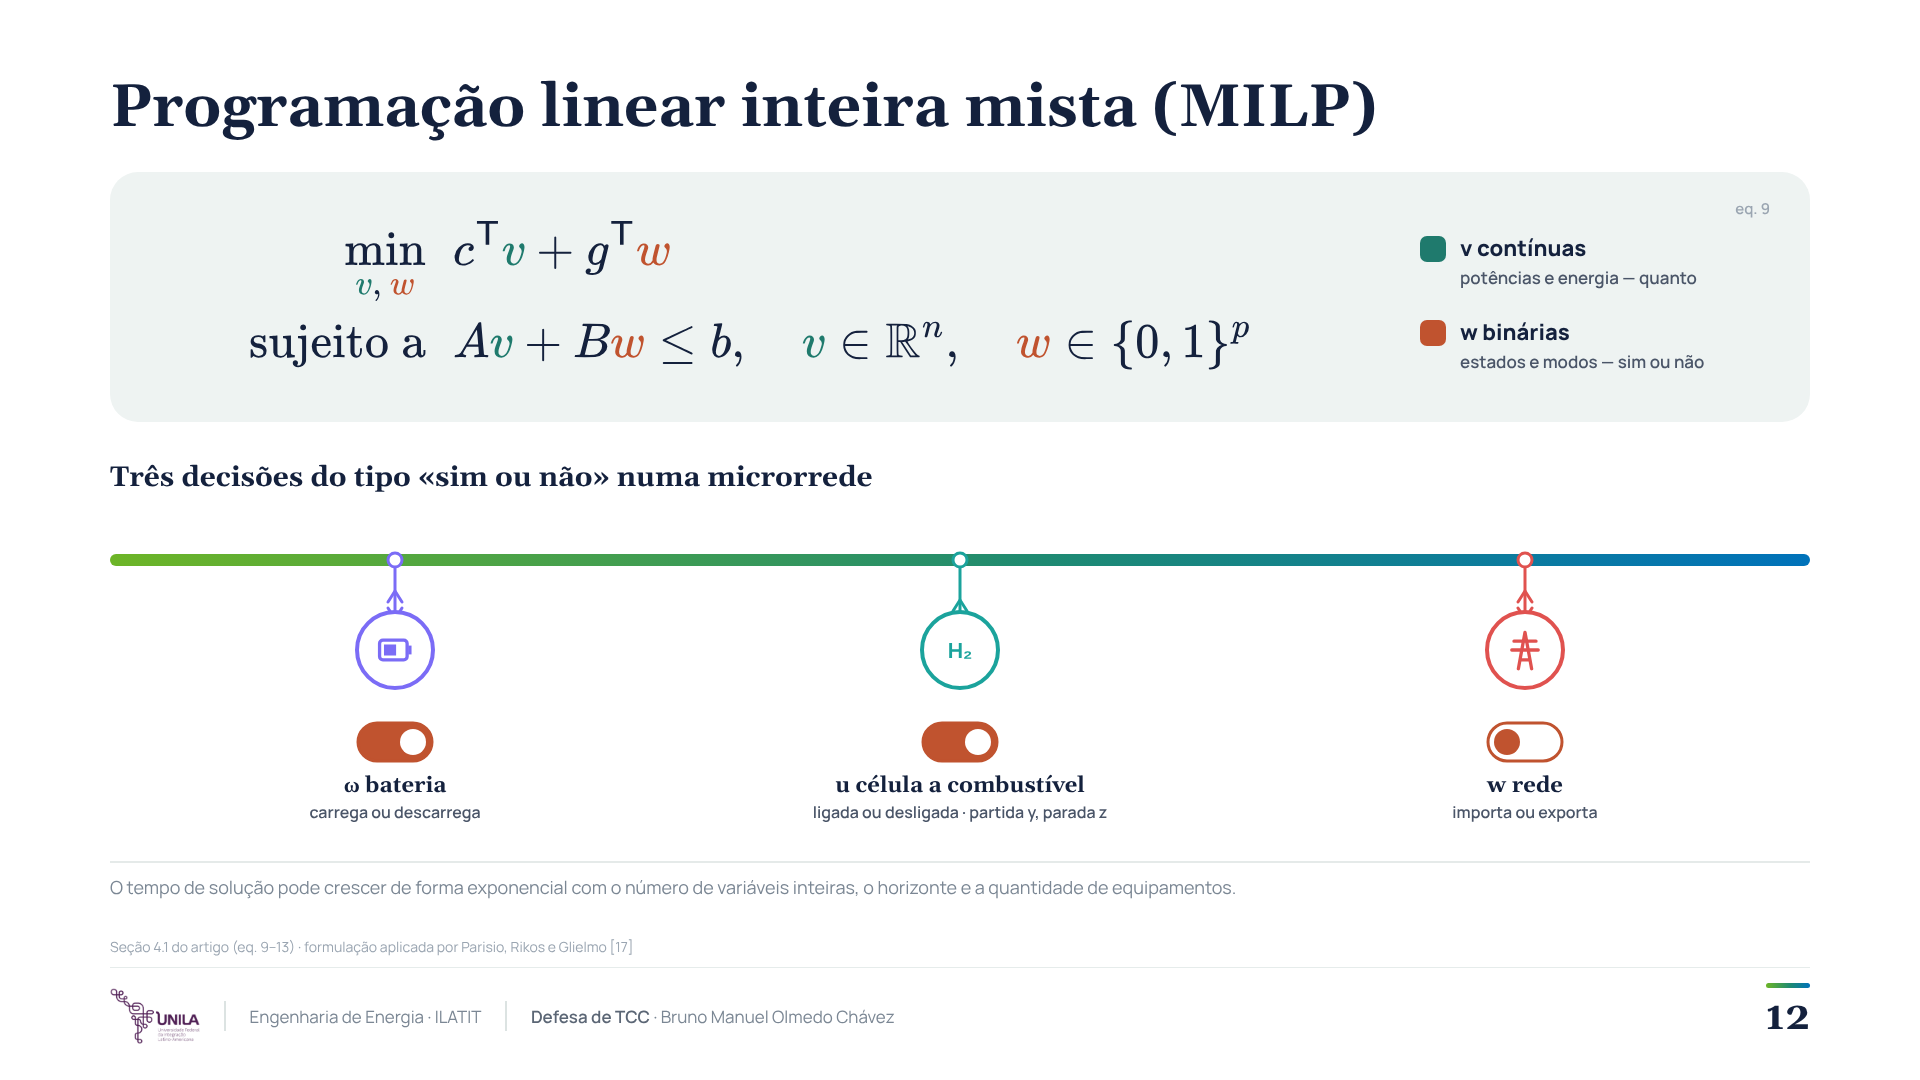 Programação linear inteira mista (MILP)
eq. 9
min c⊤v + g⊤w
v, w
sujeito a Av + Bw ≤ b, v ∈ ℝⁿ, w ∈ {0, 1}ᵖ
v contínuas
potências e energia — quanto
w binárias
estados e modos — sim ou não
Três decisões do tipo «sim ou não» numa microrrede
H₂
ω bateria
carrega ou descarrega
u célula a combustível
ligada ou desligada · partida y, parada z
w rede
importa ou exporta
O tempo de solução pode crescer de forma exponencial com o número de variáveis inteiras, o horizonte e a quantidade de equipamentos.
Seção 4.1 do artigo (eq. 9–13) · formulação aplicada por Parisio, Rikos e Glielmo [17]
UNILA
Engenharia de Energia · ILATIT
Defesa de TCC · Bruno Manuel Olmedo Chávez
12